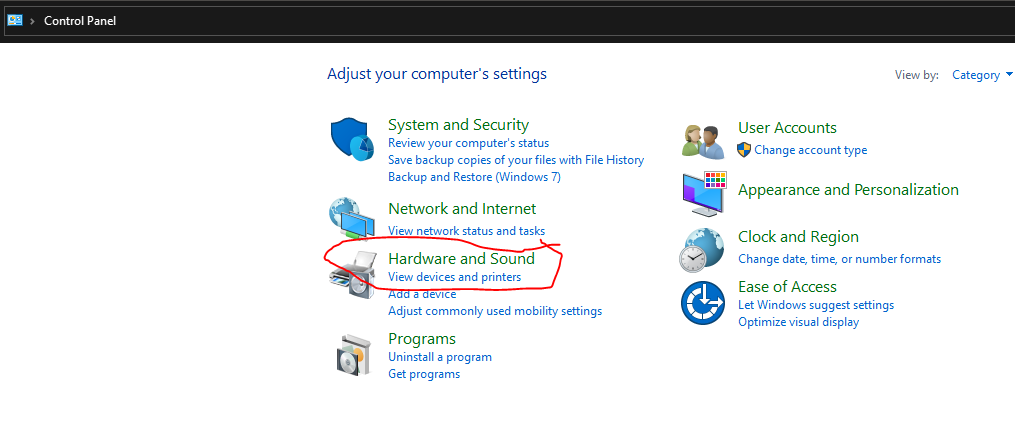 Control Panel
Adjust your computer's settings
View by: Category
System and Security
Review your computer's status
Save backup copies of your files with File History
Backup and Restore (Windows 7)
Network and Internet
View network status and tasks
Hardware and Sound
View devices and printers
Add a device
Adjust commonly used mobility settings
Programs
Uninstall a program
Get programs
User Accounts
Change account type
Appearance and Personalization
Clock and Region
Change date, time, or number formats
Ease of Access
Let Windows suggest settings
Optimize visual display